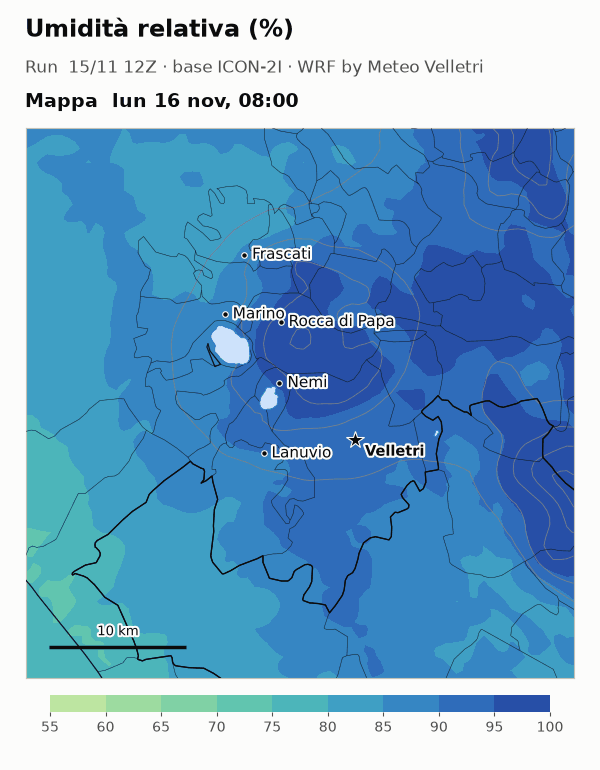 Umidità relativa (%)
Run  15/11 12Z · base ICON-2I · WRF by Meteo Velletri
Mappa  lun 16 nov, 08:00
Frascati
Marino
Rocca di Papa
Nemi
Velletri
Lanuvio
10 km
55 60 65 70 75 80 85 90 95 100